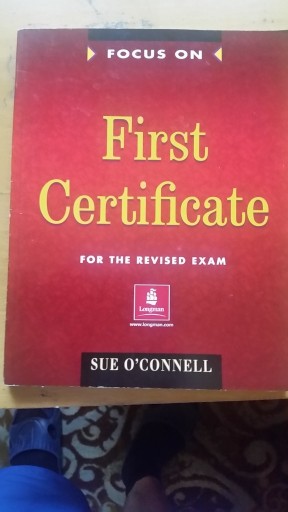 FOCUS ON
First
Certificate
FOR THE REVISED EXAM
Longman
www.longman.com
SUE O'CONNELL